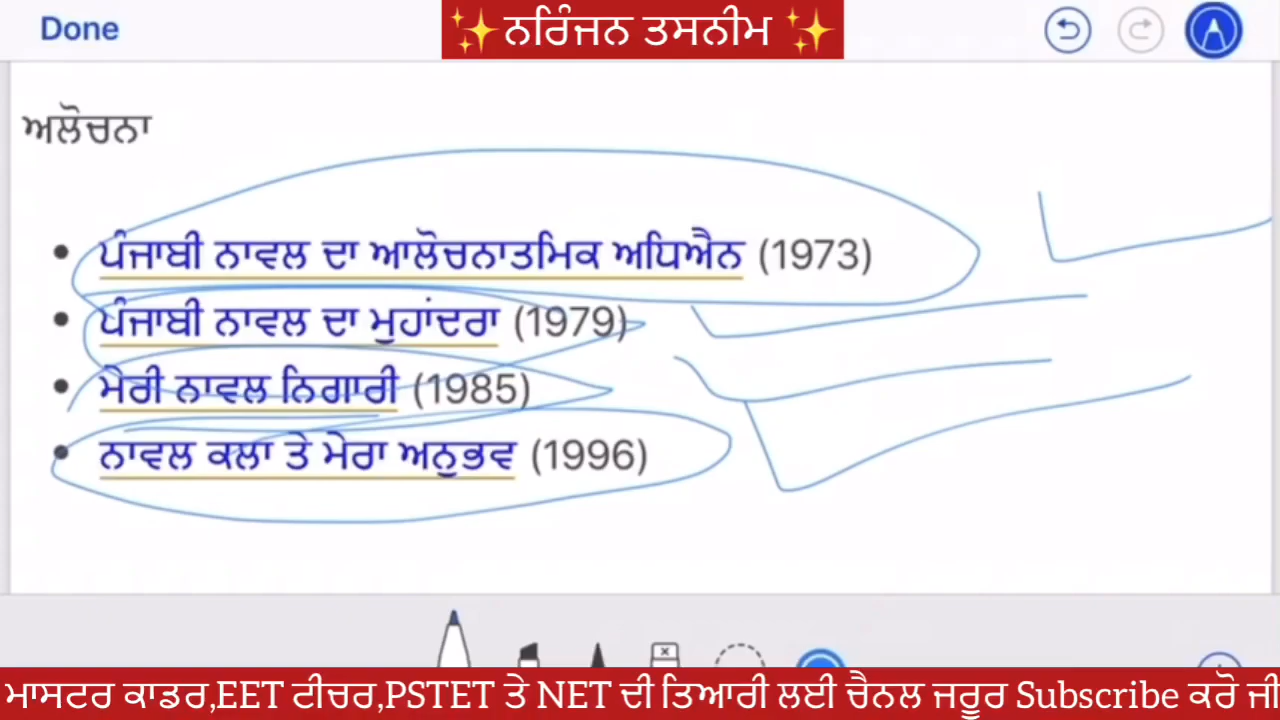 Done
✨ਨਰਿੰਜਨ ਤਸਨੀਮ ✨
ਅਲੋਚਨਾ
• ਪੰਜਾਬੀ ਨਾਵਲ ਦਾ ਆਲੋਚਨਾਤਮਿਕ ਅਧਿਐਨ (1973)
• ਪੰਜਾਬੀ ਨਾਵਲ ਦਾ ਮੁਹਾਂਦਰਾ (1979)
• ਮੇਰੀ ਨਾਵਲ ਨਿਗਾਰੀ (1985)
• ਨਾਵਲ ਕਲਾ ਤੇ ਮੇਰਾ ਅਨੁਭਵ (1996)
ਮਾਸਟਰ ਕਾਡਰ,EET ਟੀਚਰ,PSTET ਤੇ NET ਦੀ ਤਿਆਰੀ ਲਈ ਚੈਨਲ ਜਰੂਰ Subscribe ਕਰੋ ਜੀ